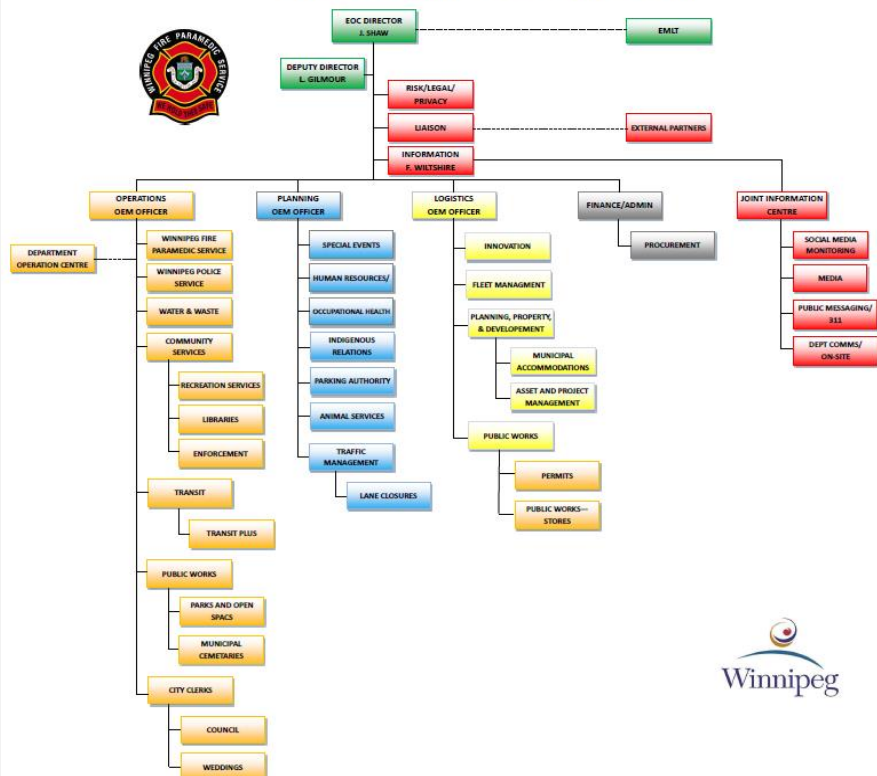 EOC DIRECTOR
J. SHAW
EMLT
WINNIPEG FIRE PARAMEDIC SERVICE
DEPUTY DIRECTOR
L. GILMOUR
RISK/LEGAL/
PRIVACY
LIAISON
EXTERNAL PARTNERS
INFORMATION
F. WILTSHIRE
OPERATIONS
OEM OFFICER
PLANNING
OEM OFFICER
LOGISTICS
OEM OFFICER
FINANCE/ADMIN
JOINT INFORMATION
CENTRE
DEPARTMENT
OPERATION CENTRE
WINNIPEG FIRE
PARAMEDIC SERVICE
WINNIPEG POLICE
SERVICE
WATER & WASTE
COMMUNITY
SERVICES
RECREATION SERVICES
LIBRARIES
ENFORCEMENT
TRANSIT
TRANSIT PLUS
PUBLIC WORKS
PARKS AND OPEN
SPACS
MUNICIPAL
CEMETARIES
CITY CLERKS
COUNCIL
WEDDINGS
SPECIAL EVENTS
HUMAN RESOURCES/
OCCUPATIONAL HEALTH
INDIGENOUS
RELATIONS
PARKING AUTHORITY
ANIMAL SERVICES
TRAFFIC
MANAGEMENT
LANE CLOSURES
INNOVATION
FLEET MANAGMENT
PLANNING, PROPERTY,
& DEVELOPEMENT
MUNICIPAL
ACCOMMODATIONS
ASSET AND PROJECT
MANAGEMENT
PUBLIC WORKS
PERMITS
PUBLIC WORKS—
STORES
PROCUREMENT
SOCIAL MEDIA
MONITORING
MEDIA
PUBLIC MESSAGING/
311
DEPT COMMS/
ON-SITE
Winnipeg